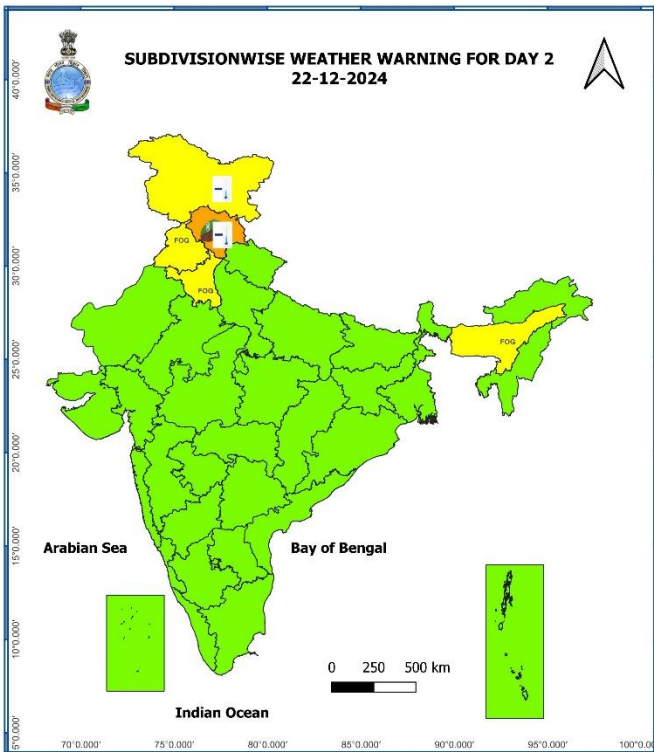 SUBDIVISIONWISE WEATHER WARNING FOR DAY 2
22-12-2024
40°0.000'
35°0.000'
30°0.000'
25°0.000'
20°0.000'
15°0.000'
10°0.000'
5°0.000'
FOG
FOG
FOG
Arabian Sea
Bay of Bengal
0 250 500 km
Indian Ocean
70°0.000' 75°0.000' 80°0.000' 85°0.000' 90°0.000' 95°0.000' 100°0.000'